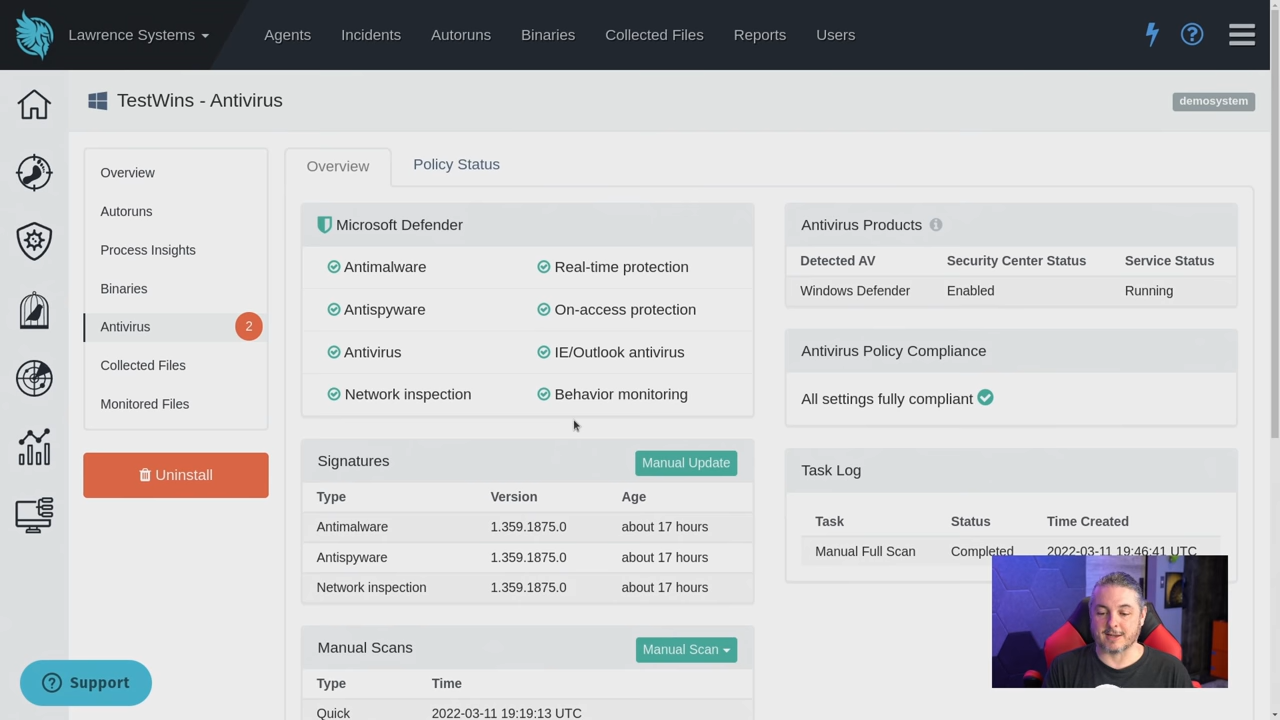 Lawrence Systems
Agents
Incidents
Autoruns
Binaries
Collected Files
Reports
Users
TestWins - Antivirus
demosystem
Overview
Autoruns
Process Insights
Binaries
Antivirus
2
Collected Files
Monitored Files
Uninstall
Overview
Policy Status
Microsoft Defender
Antimalware
Real-time protection
Antispyware
On-access protection
Antivirus
IE/Outlook antivirus
Network inspection
Behavior monitoring
Signatures
Manual Update
Type Version Age
Antimalware 1.359.1875.0 about 17 hours
Antispyware 1.359.1875.0 about 17 hours
Network inspection 1.359.1875.0 about 17 hours
Manual Scans
Manual Scan
Type Time
Quick 2022-03-11 19:19:13 UTC
Antivirus Products
Detected AV Security Center Status Service Status
Windows Defender Enabled Running
Antivirus Policy Compliance
All settings fully compliant
Task Log
Task Status Time Created
Manual Full Scan Completed 2022-03-11 19:46:41 UTC
Support